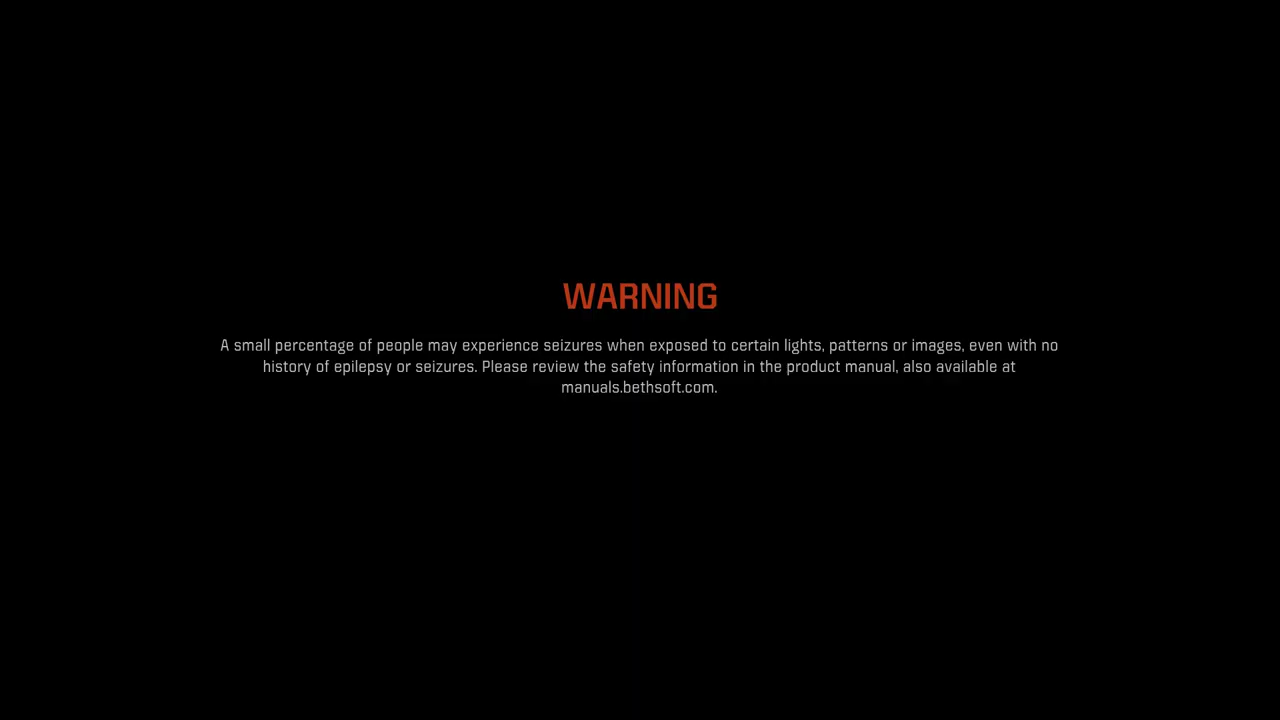 WARNING
A small percentage of people may experience seizures when exposed to certain lights, patterns or images, even with no
history of epilepsy or seizures. Please review the safety information in the product manual, also available at
manuals.bethsoft.com.